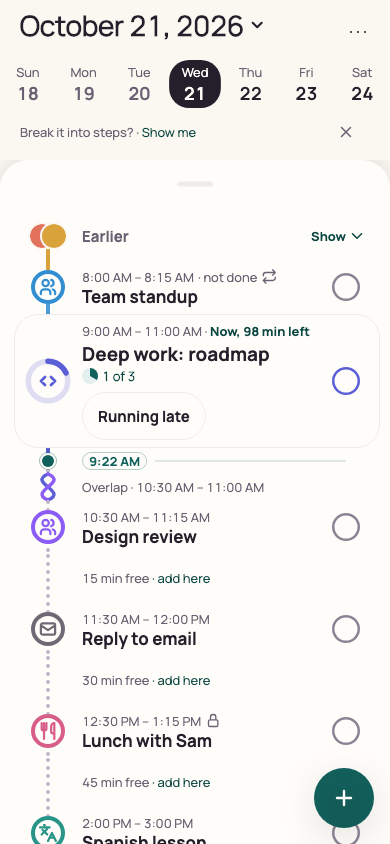 October 21, 2026
...
Sun Mon Tue Wed Thu Fri Sat
18 19 20 21 22 23 24
Break it into steps? · Show me
Earlier
Show
8:00 AM – 8:15 AM · not done
Team standup
9:00 AM – 11:00 AM · Now, 98 min left
Deep work: roadmap
1 of 3
Running late
9:22 AM
Overlap · 10:30 AM – 11:00 AM
10:30 AM – 11:15 AM
Design review
15 min free · add here
11:30 AM – 12:00 PM
Reply to email
30 min free · add here
12:30 PM – 1:15 PM
Lunch with Sam
45 min free · add here
2:00 PM – 3:00 PM
Spanish lesson